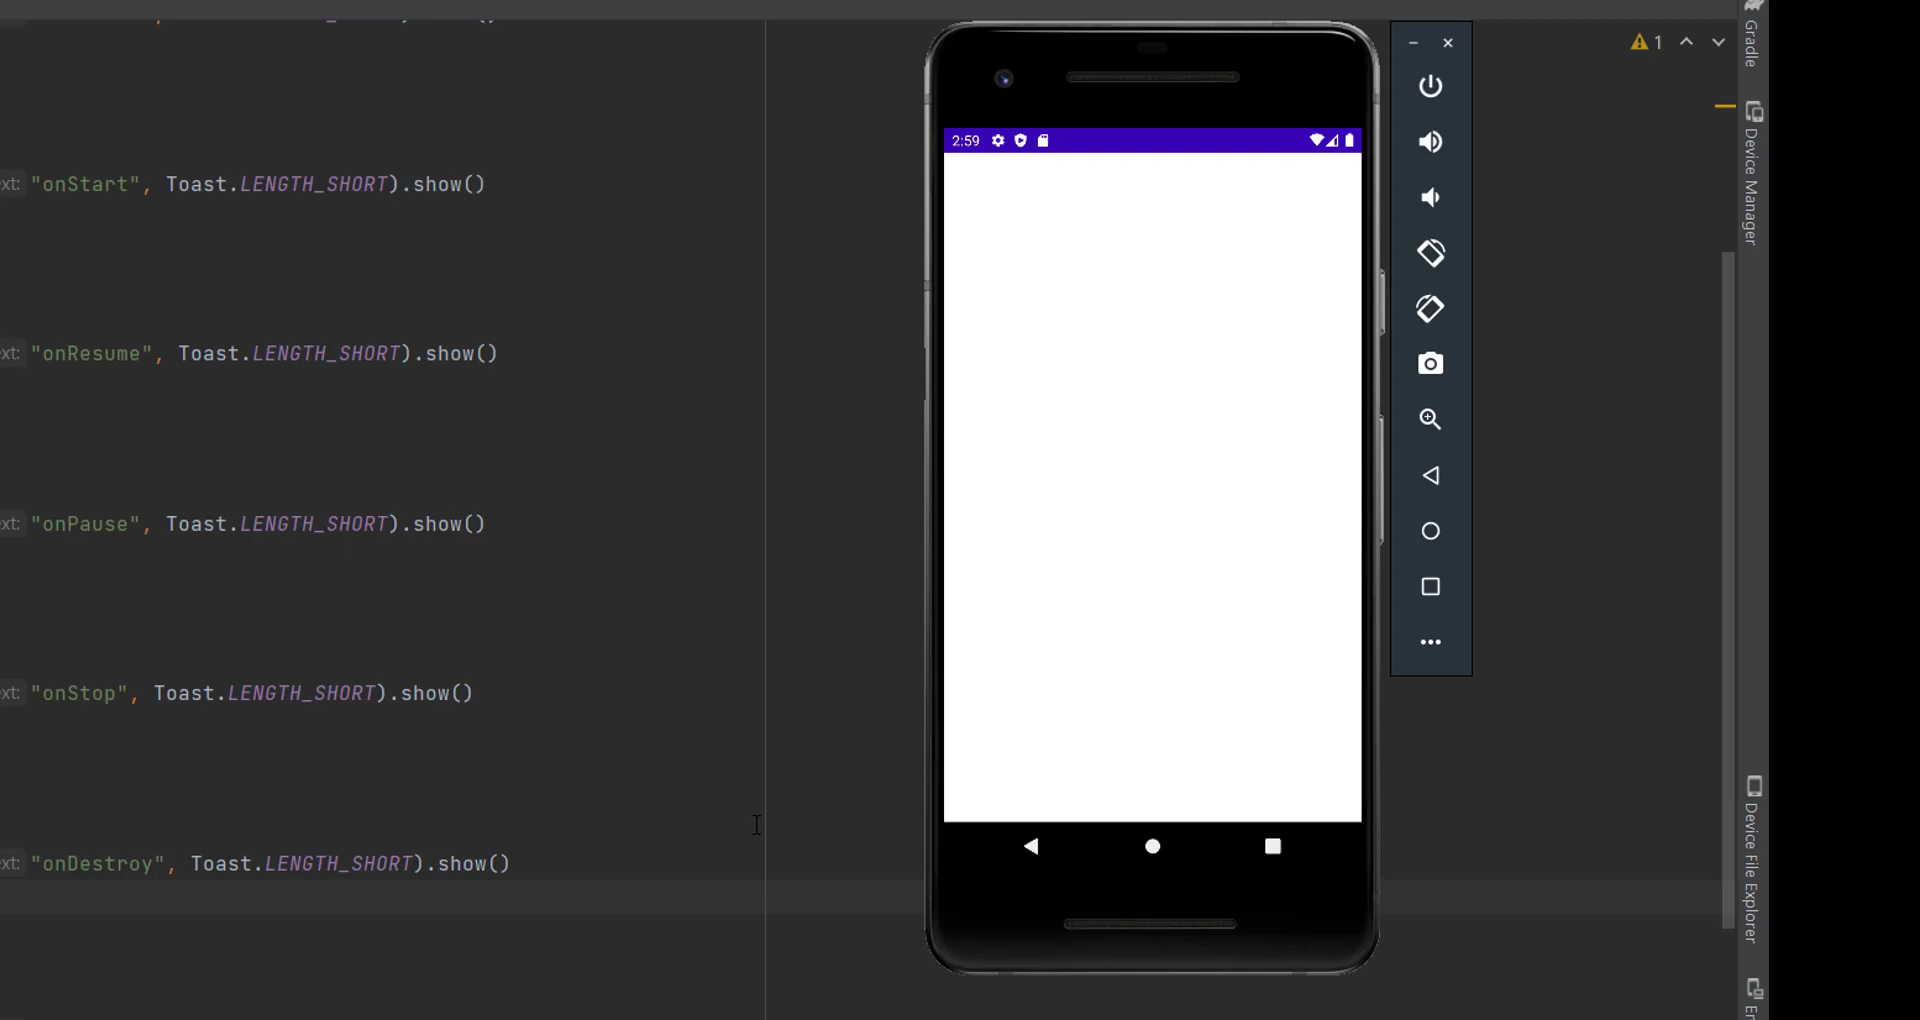 1
Gradle
Device Manager
2:59
xt: "onStart", Toast.LENGTH_SHORT).show()
xt: "onResume", Toast.LENGTH_SHORT).show()
xt: "onPause", Toast.LENGTH_SHORT).show()
xt: "onStop", Toast.LENGTH_SHORT).show()
xt: "onDestroy", Toast.LENGTH_SHORT).show()
Device File Explorer